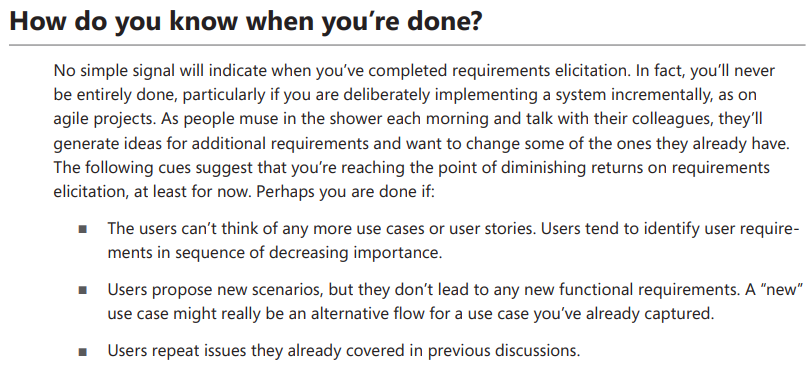 How do you know when you’re done?
No simple signal will indicate when you’ve completed requirements elicitation. In fact, you’ll never
be entirely done, particularly if you are deliberately implementing a system incrementally, as on
agile projects. As people muse in the shower each morning and talk with their colleagues, they’ll
generate ideas for additional requirements and want to change some of the ones they already have.
The following cues suggest that you’re reaching the point of diminishing returns on requirements
elicitation, at least for now. Perhaps you are done if:
■ The users can’t think of any more use cases or user stories. Users tend to identify user require-
ments in sequence of decreasing importance.
■ Users propose new scenarios, but they don’t lead to any new functional requirements. A “new”
use case might really be an alternative flow for a use case you’ve already captured.
■ Users repeat issues they already covered in previous discussions.